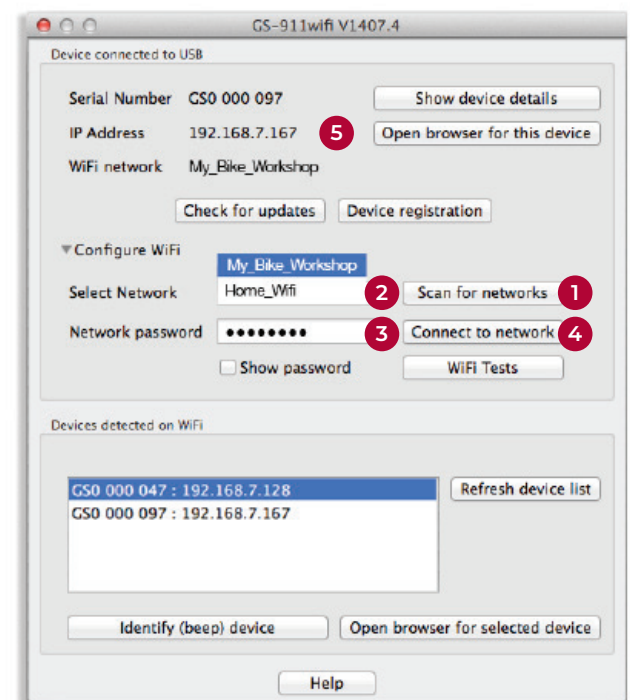 GS-911wifi V1407.4
Device connected to USB
Serial Number GS0 000 097 Show device details
IP Address 192.168.7.167 5 Open browser for this device
WiFi network My_Bike_Workshop
Check for updates Device registration
Configure WiFi
My_Bike_Workshop
Select Network Home_Wifi 2 Scan for networks 1
Network password ●●●●●●●● 3 Connect to network 4
Show password WiFi Tests
Devices detected on WiFi
GS0 000 047 : 192.168.7.128 Refresh device list
GS0 000 097 : 192.168.7.167
Identify (beep) device Open browser for selected device
Help